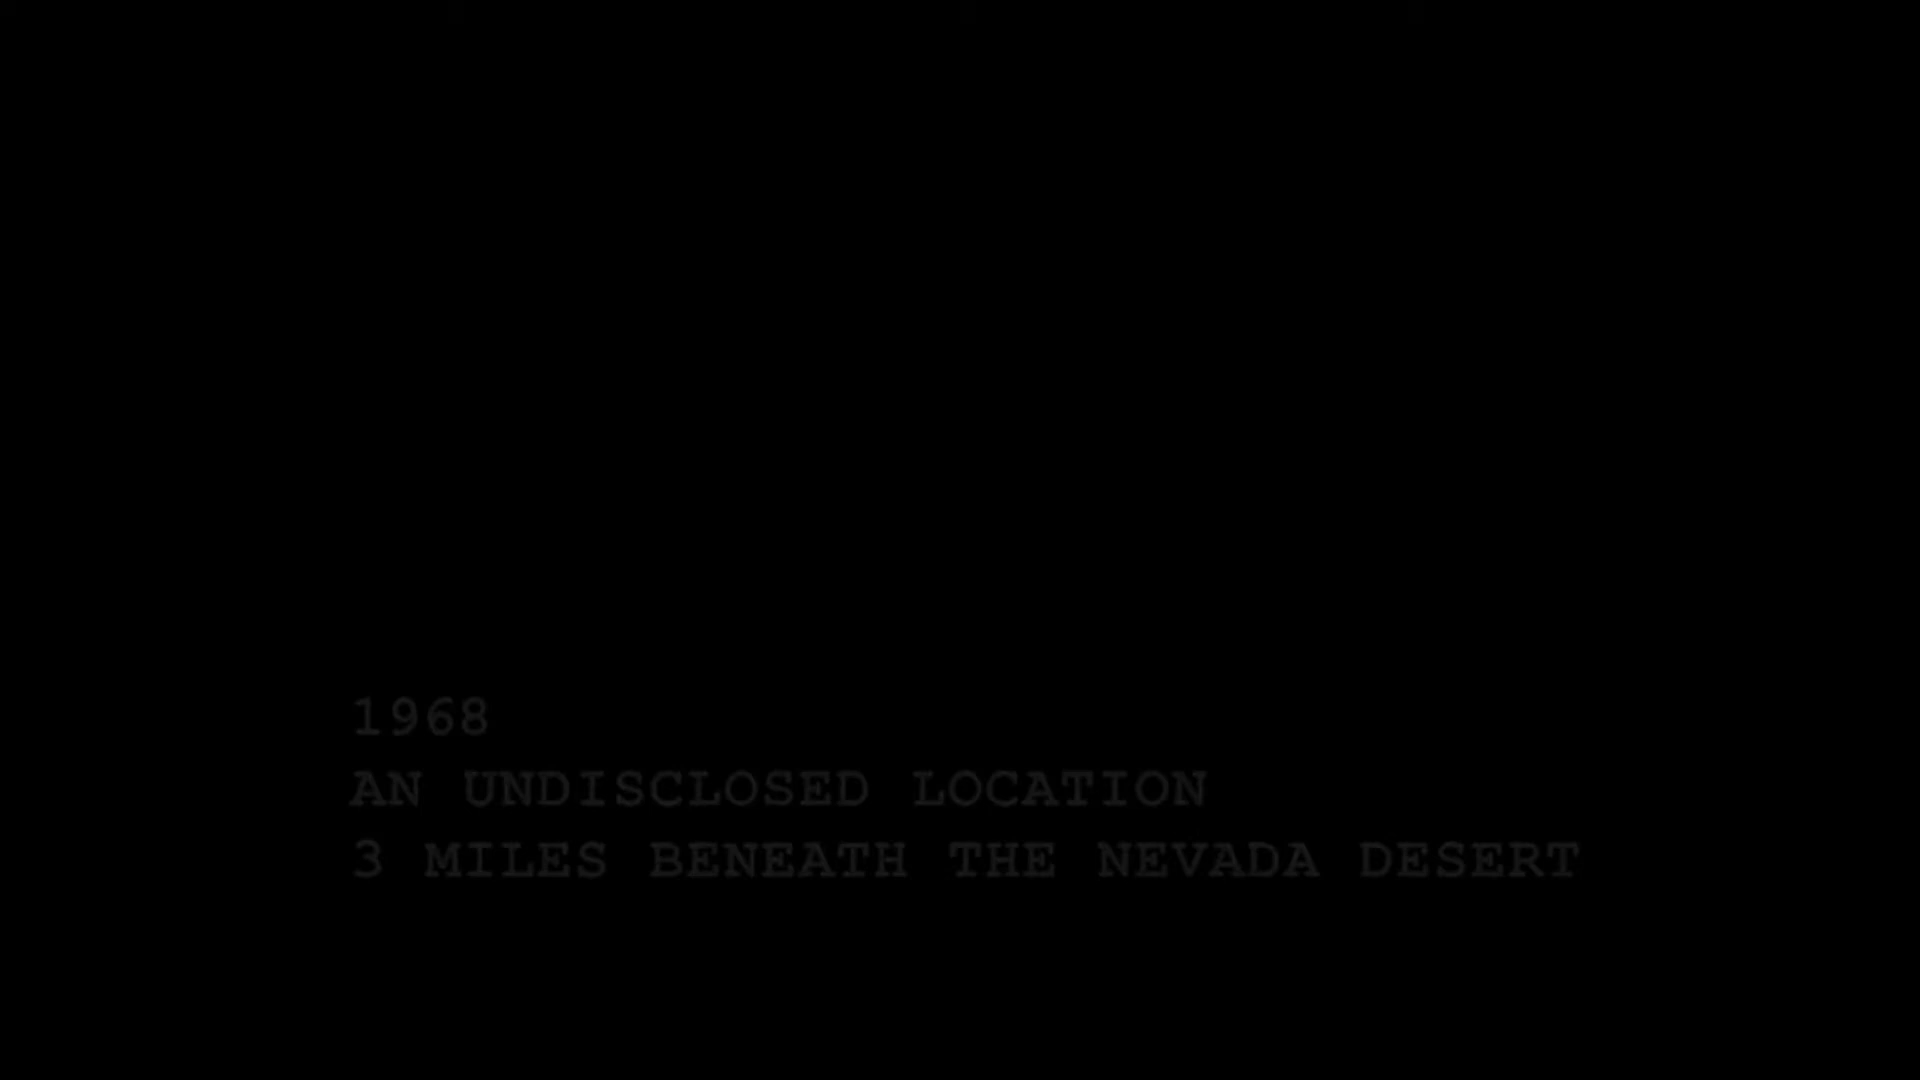 1968
AN UNDISCLOSED LOCATION
3 MILES BENEATH THE NEVADA DESERT